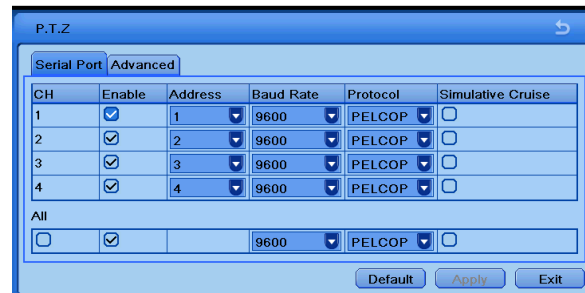 P.T.Z
Serial Port Advanced
CH Enable Address Baud Rate Protocol Simulative Cruise
1 1 9600 PELCOP
2 2 9600 PELCOP
3 3 9600 PELCOP
4 4 9600 PELCOP
All
9600 PELCOP
Default Apply Exit